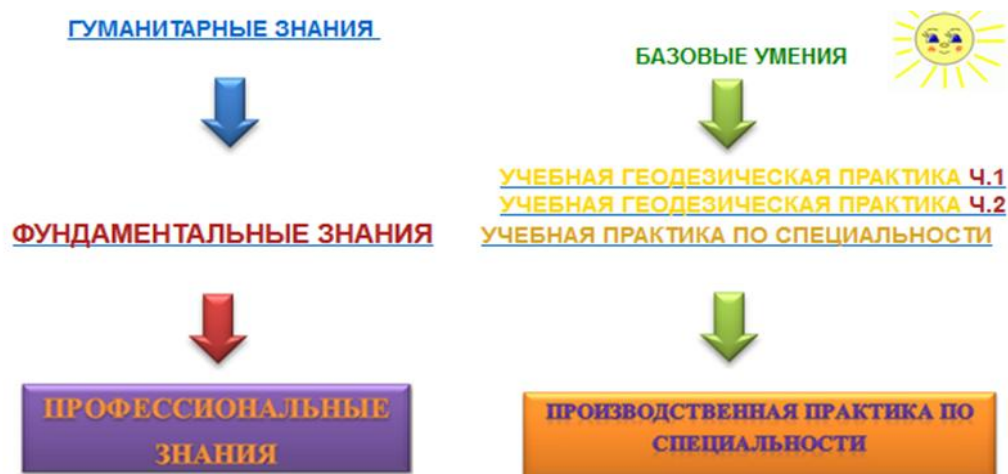 ГУМАНИТАРНЫЕ ЗНАНИЯ
БАЗОВЫЕ УМЕНИЯ
УЧЕБНАЯ ГЕОДЕЗИЧЕСКАЯ ПРАКТИКА Ч.1
УЧЕБНАЯ ГЕОДЕЗИЧЕСКАЯ ПРАКТИКА Ч.2
ФУНДАМЕНТАЛЬНЫЕ ЗНАНИЯ
УЧЕБНАЯ ПРАКТИКА ПО СПЕЦИАЛЬНОСТИ
ПРОФЕССИОНАЛЬНЫЕ
ЗНАНИЯ
ПРОИЗВОДСТВЕННАЯ ПРАКТИКА ПО
СПЕЦИАЛЬНОСТИ